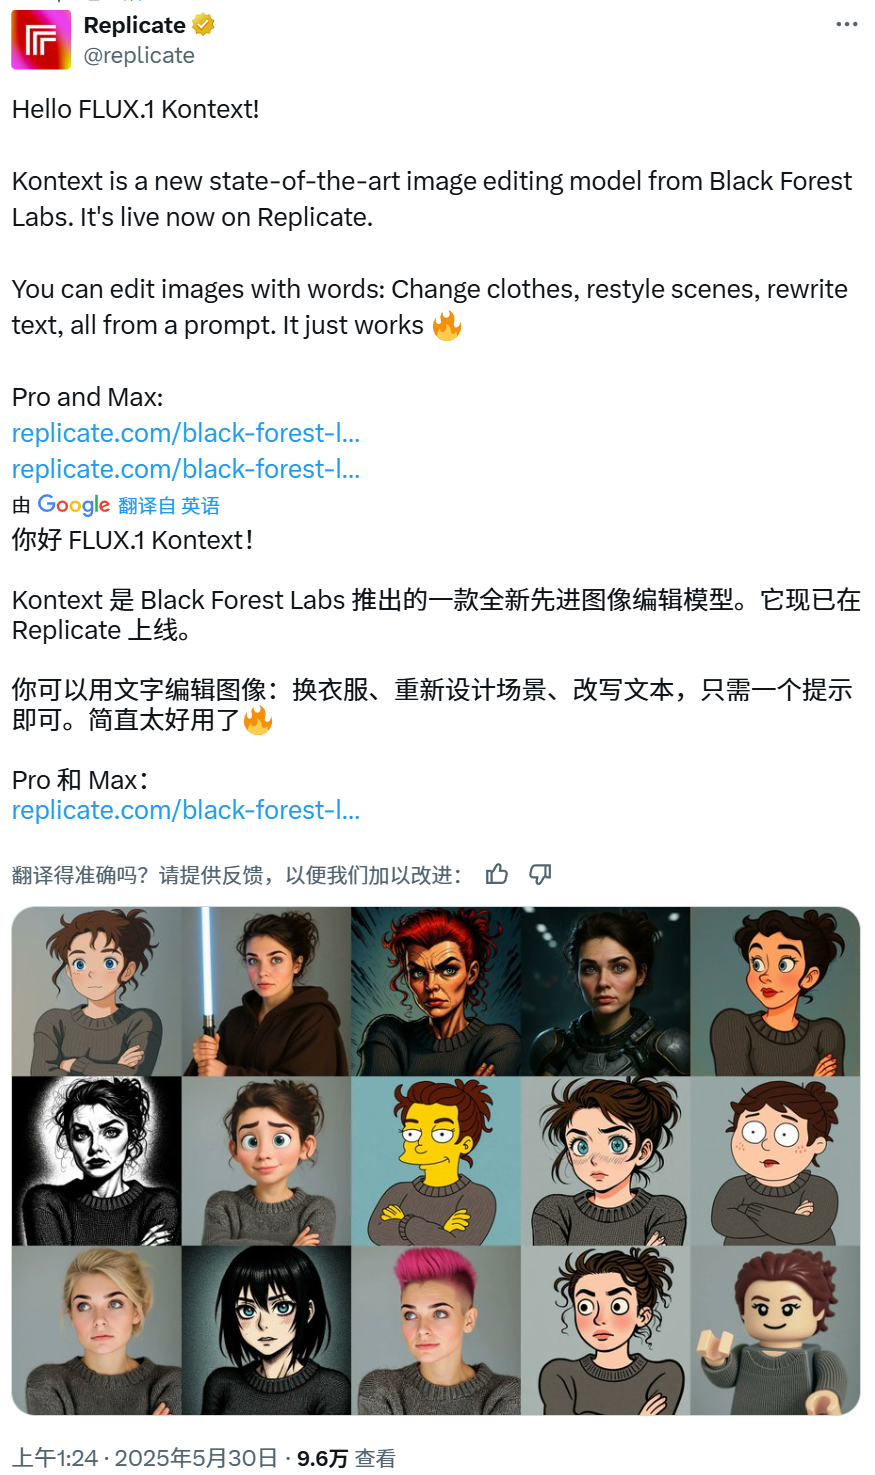 Replicate
@replicate
Hello FLUX.1 Kontext!
Kontext is a new state-of-the-art image editing model from Black Forest
Labs. It's live now on Replicate.
You can edit images with words: Change clothes, restyle scenes, rewrite
text, all from a prompt. It just works 🔥
Pro and Max:
replicate.com/black-forest-l...
replicate.com/black-forest-l...
由 Google 翻译自 英语
你好 FLUX.1 Kontext！
Kontext 是 Black Forest Labs 推出的一款全新先进图像编辑模型。它现已在
Replicate 上线。
你可以用文字编辑图像：换衣服、重新设计场景、改写文本，只需一个提示
即可。简直太好用了🔥
Pro 和 Max：
replicate.com/black-forest-l...
翻译得准确吗？请提供反馈，以便我们加以改进：
上午1:24 · 2025年5月30日 · 9.6万 查看